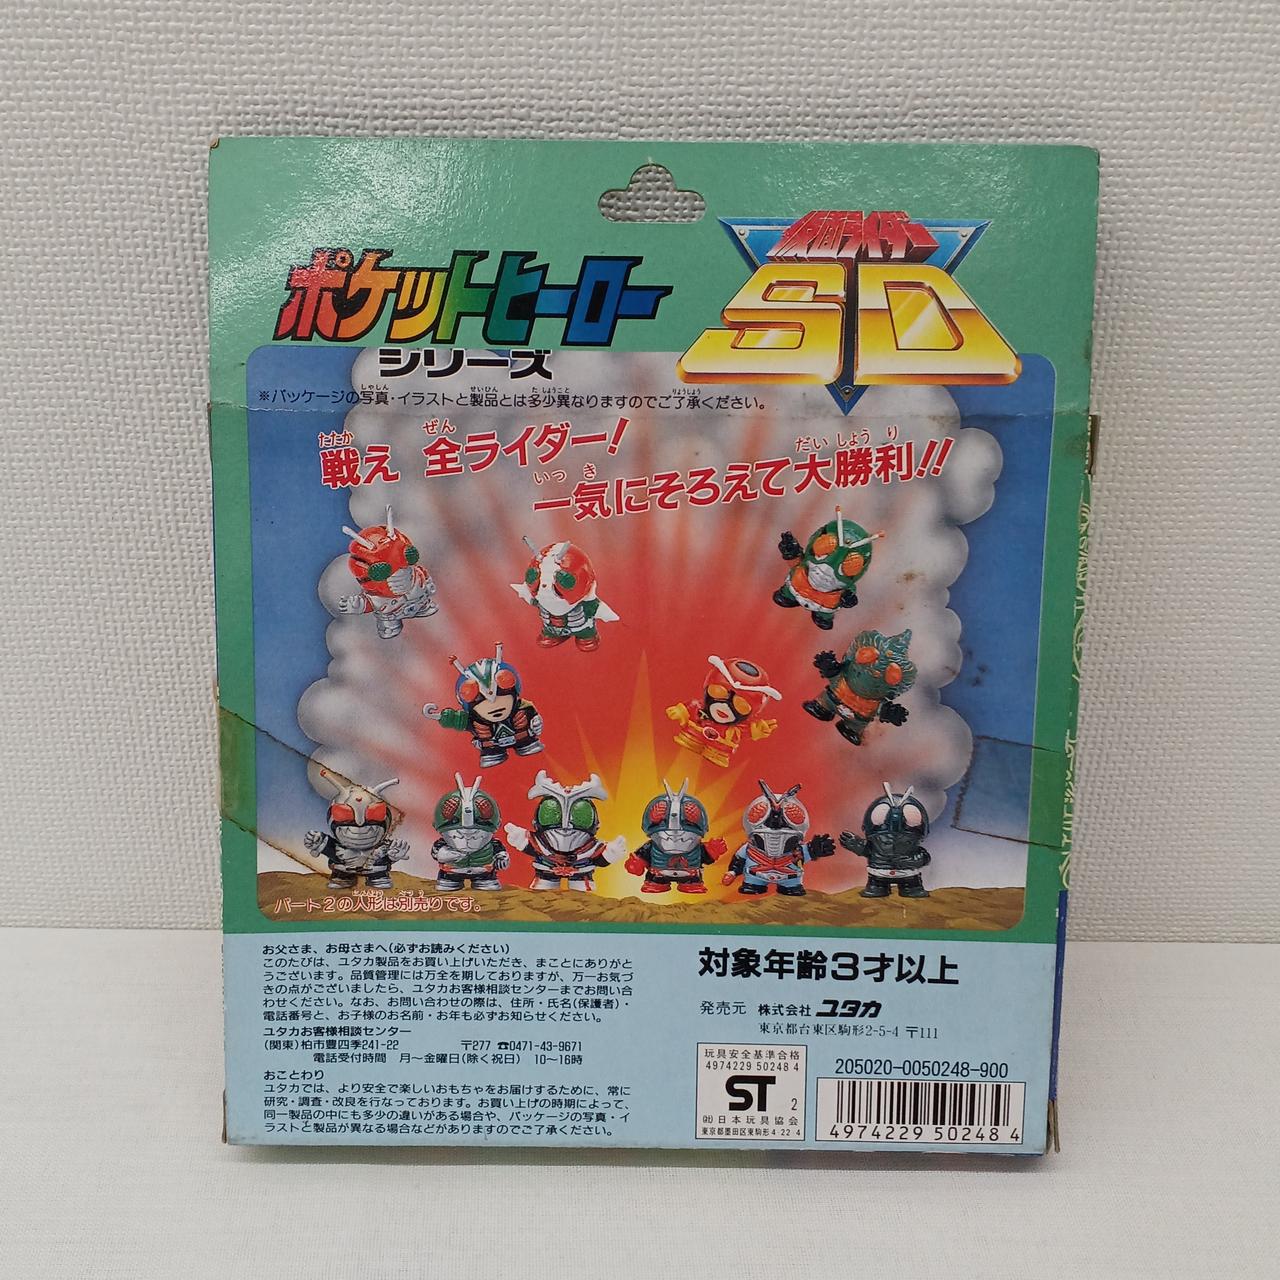 仮面ライダー
SD
ポケットヒーロー
シリーズ
※パッケージの写真・イラストと製品とは多少異なりますのでご了承ください。
戦え 全ライダー!
一気にそろえて大勝利!!
パート2の人形は別売りです。
お父さま、お母さまへ(必ずお読みください)
このたびは、ユタカ製品をお買い上げいただき、まことにありがと
うございます。品質管理には万全を期しておりますが、万一お気づ
きの点がございましたら、ユタカお客様相談センターまでお問い合
わせください。なお、お問い合わせの際は、住所・氏名(保護者)・
電話番号と、お子様のお名前・お年も必ずお知らせください。
ユタカお客様相談センター
(関東)柏市豊四季241-22 〒277 ☎0471-43-9671
電話受付時間 月〜金曜日(除く祝日) 10〜16時
おことわり
ユタカでは、より安全で楽しいおもちゃをお届けするために、常に
研究・調査・改良を行なっております。お買い上げの時期によって、
同一製品の中にも多少の違いがある場合や、パッケージの写真・イ
ラストと製品が異なる場合などがありますのでご了承ください。
対象年齢3才以上
発売元 株式会社 ユタカ
東京都台東区駒形2-5-4 〒111
玩具安全基準合格
4974229 50248 4
ST 2
(社)日本玩具協会
東京都墨田区東駒形4-22-4
205020-0050248-900
4974229 50248 4